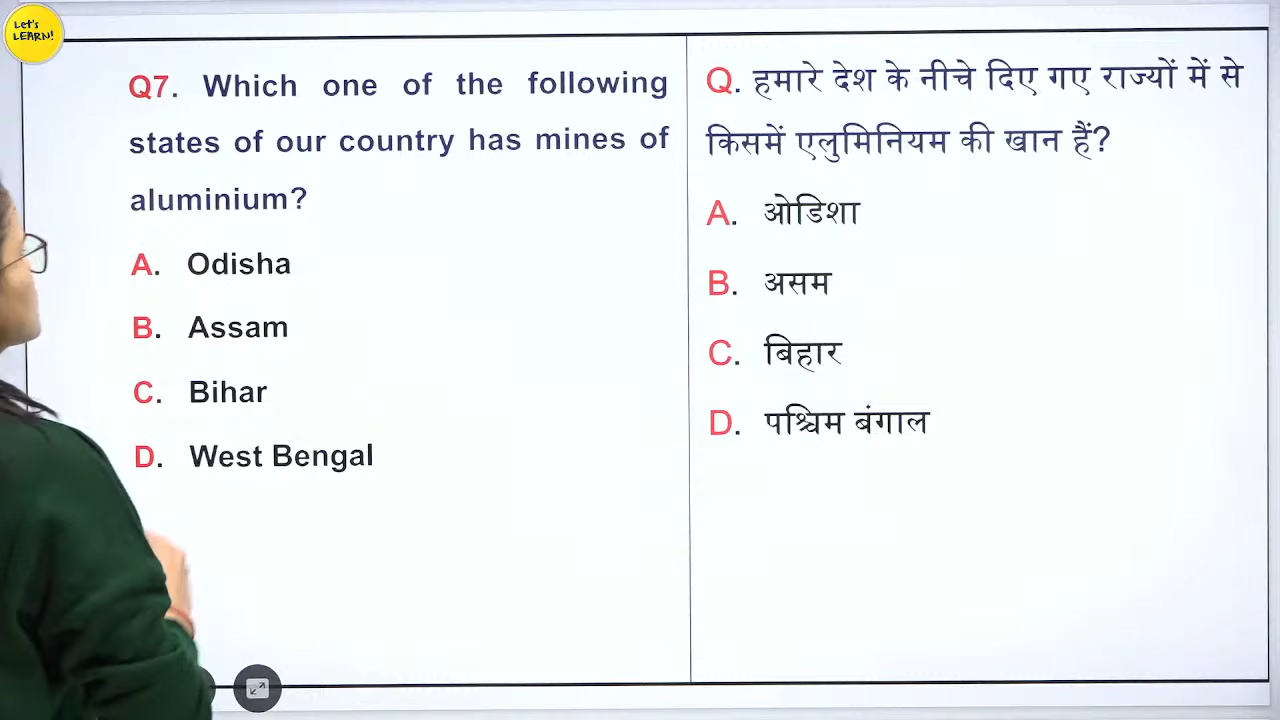 Let's
LEARN!
Q7. Which one of the following
states of our country has mines of
aluminium?
A. Odisha
B. Assam
C. Bihar
D. West Bengal
Q. हमारे देश के नीचे दिए गए राज्यों में से
किसमें एलुमिनियम की खान हैं?
A. ओडिशा
B. असम
C. बिहार
D. पश्चिम बंगाल